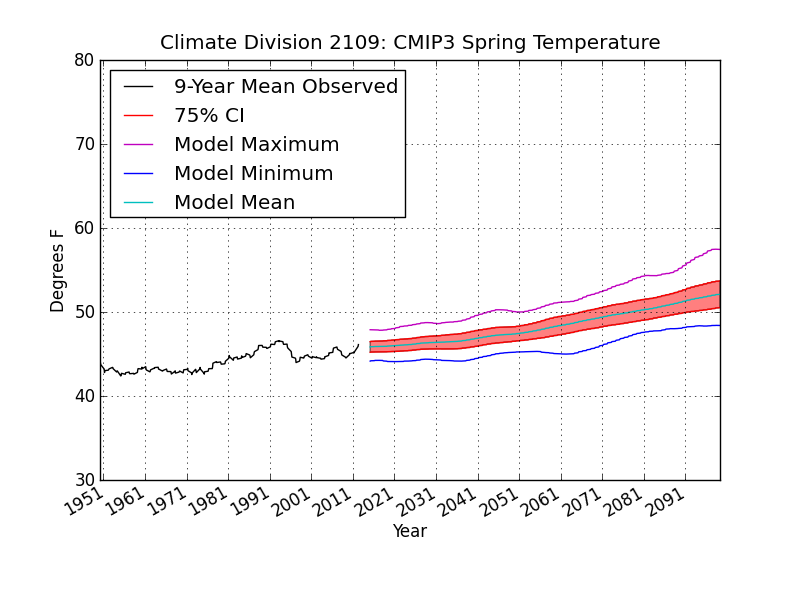 Climate Division 2109: CMIP3 Spring Temperature
80
70
60
50
40
30
Degrees F
9-Year Mean Observed
75% CI
Model Maximum
Model Minimum
Model Mean
1951 1961 1971 1981 1991 2001 2011 2021 2031 2041 2051 2061 2071 2081 2091
Year